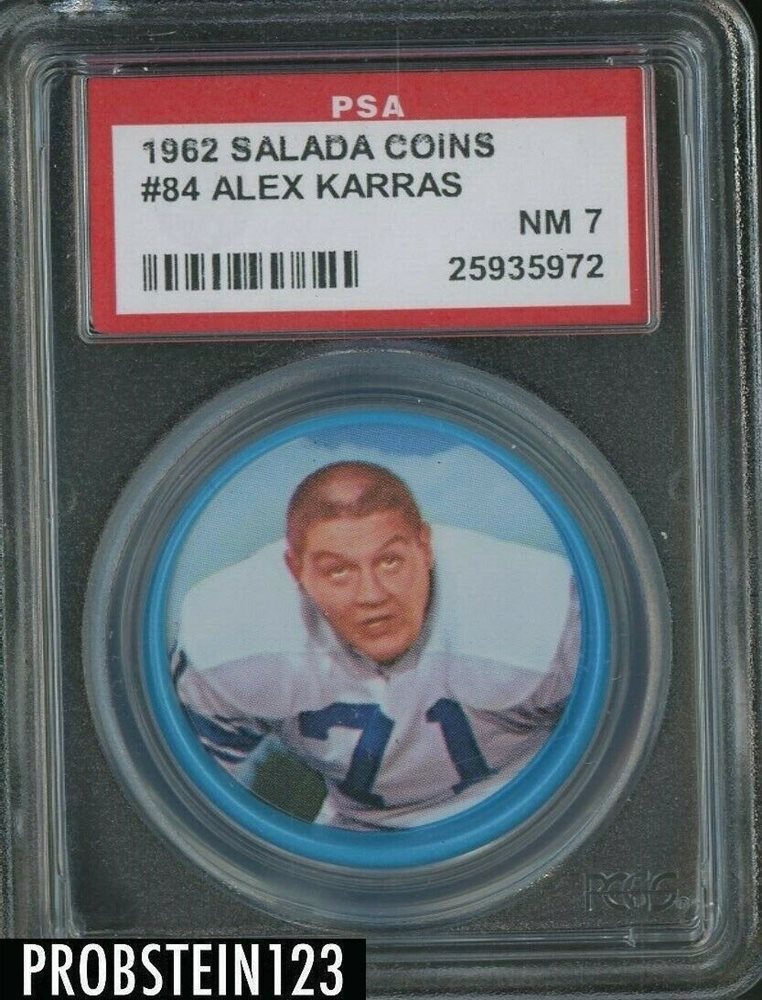 PSA
1962 SALADA COINS
#84 ALEX KARRAS
NM 7
25935972
71
PCGS
PROBSTEIN123